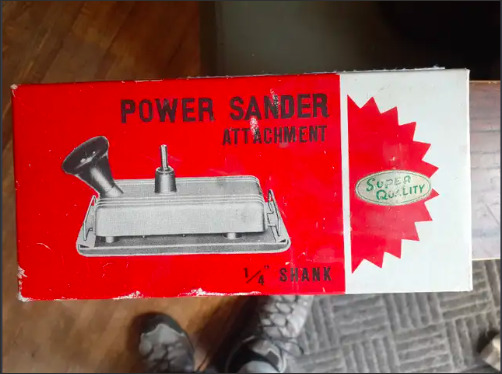 POWER SANDER
ATTACHMENT
SUPER
QUALITY
1/4" SHANK